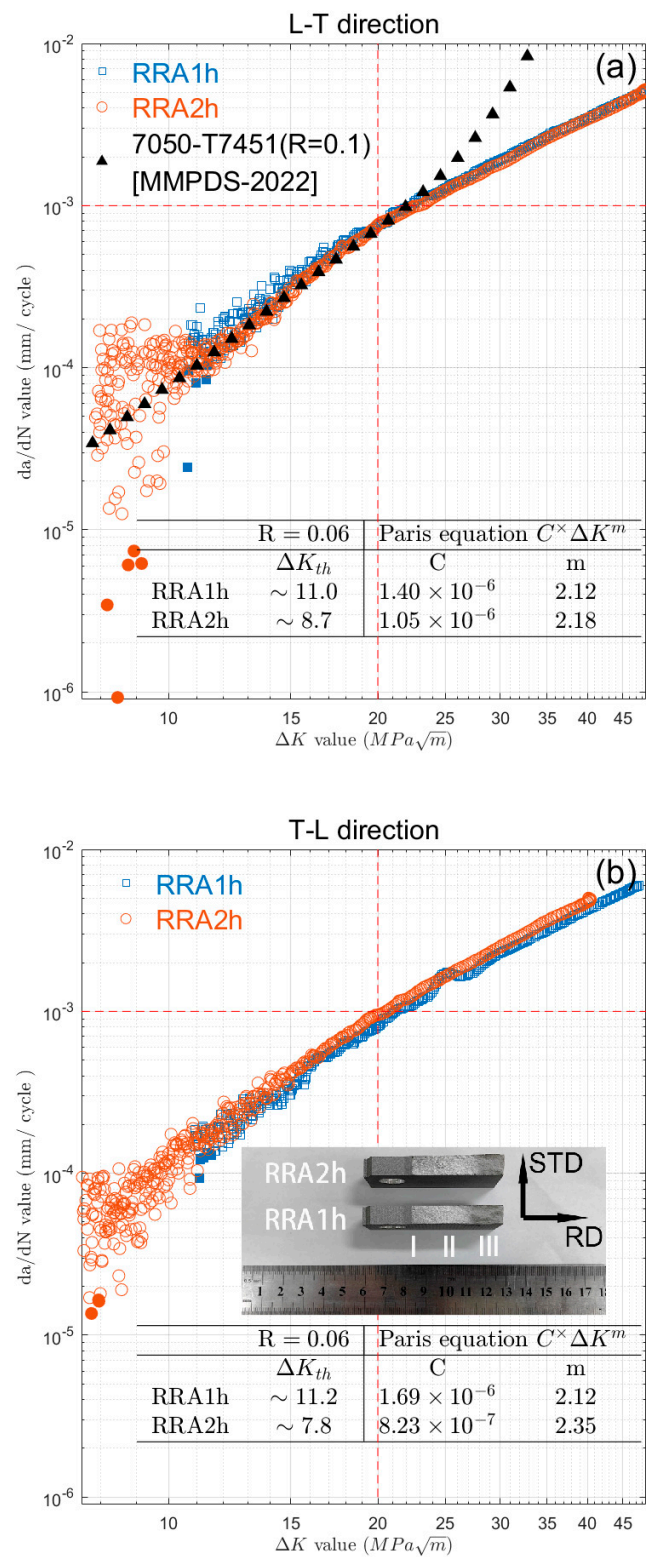 L-T direction
(a)
RRA1h
RRA2h
7050-T7451(R=0.1)
[MMPDS-2022]
10⁻²
10⁻³
10⁻⁴
10⁻⁵
10⁻⁶
da/dN value (mm/ cycle )
R = 0.06 Paris equation C×ΔKᵐ
ΔKₜₕ C m
RRA1h ∼ 11.0 1.40 × 10⁻⁶ 2.12
RRA2h ∼ 8.7 1.05 × 10⁻⁶ 2.18
10 15 20 25 30 35 40 45
ΔK value (MPa√m)
T-L direction
(b)
RRA1h
RRA2h
10⁻²
10⁻³
10⁻⁴
10⁻⁵
10⁻⁶
da/dN value (mm/ cycle )
RRA2h
RRA1h
I II III
STD
RD
1 2 3 4 5 6 7 8 9 10 11 12 13 14 15 16 17 18
R = 0.06 Paris equation C×ΔKᵐ
ΔKₜₕ C m
RRA1h ∼ 11.2 1.69 × 10⁻⁶ 2.12
RRA2h ∼ 7.8 8.23 × 10⁻⁷ 2.35
10 15 20 25 30 35 40 45
ΔK value (MPa√m)